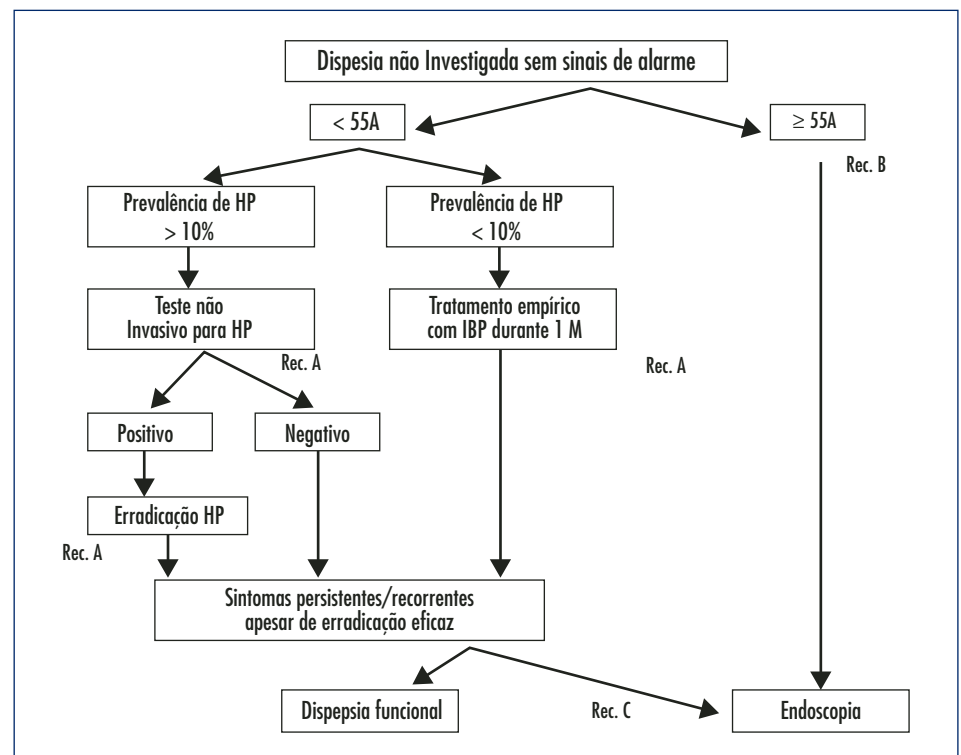 Dispesia não Investigada sem sinais de alarme
< 55A
≥ 55A
Rec. B
Prevalência de HP
> 10%
Prevalência de HP
< 10%
Teste não
Invasivo para HP
Tratamento empírico
com IBP durante 1 M
Rec. A
Rec. A
Positivo
Negativo
Erradicação HP
Rec. A
Sintomas persistentes/recorrentes
apesar de erradicação eficaz
Dispepsia funcional
Rec. C
Endoscopia